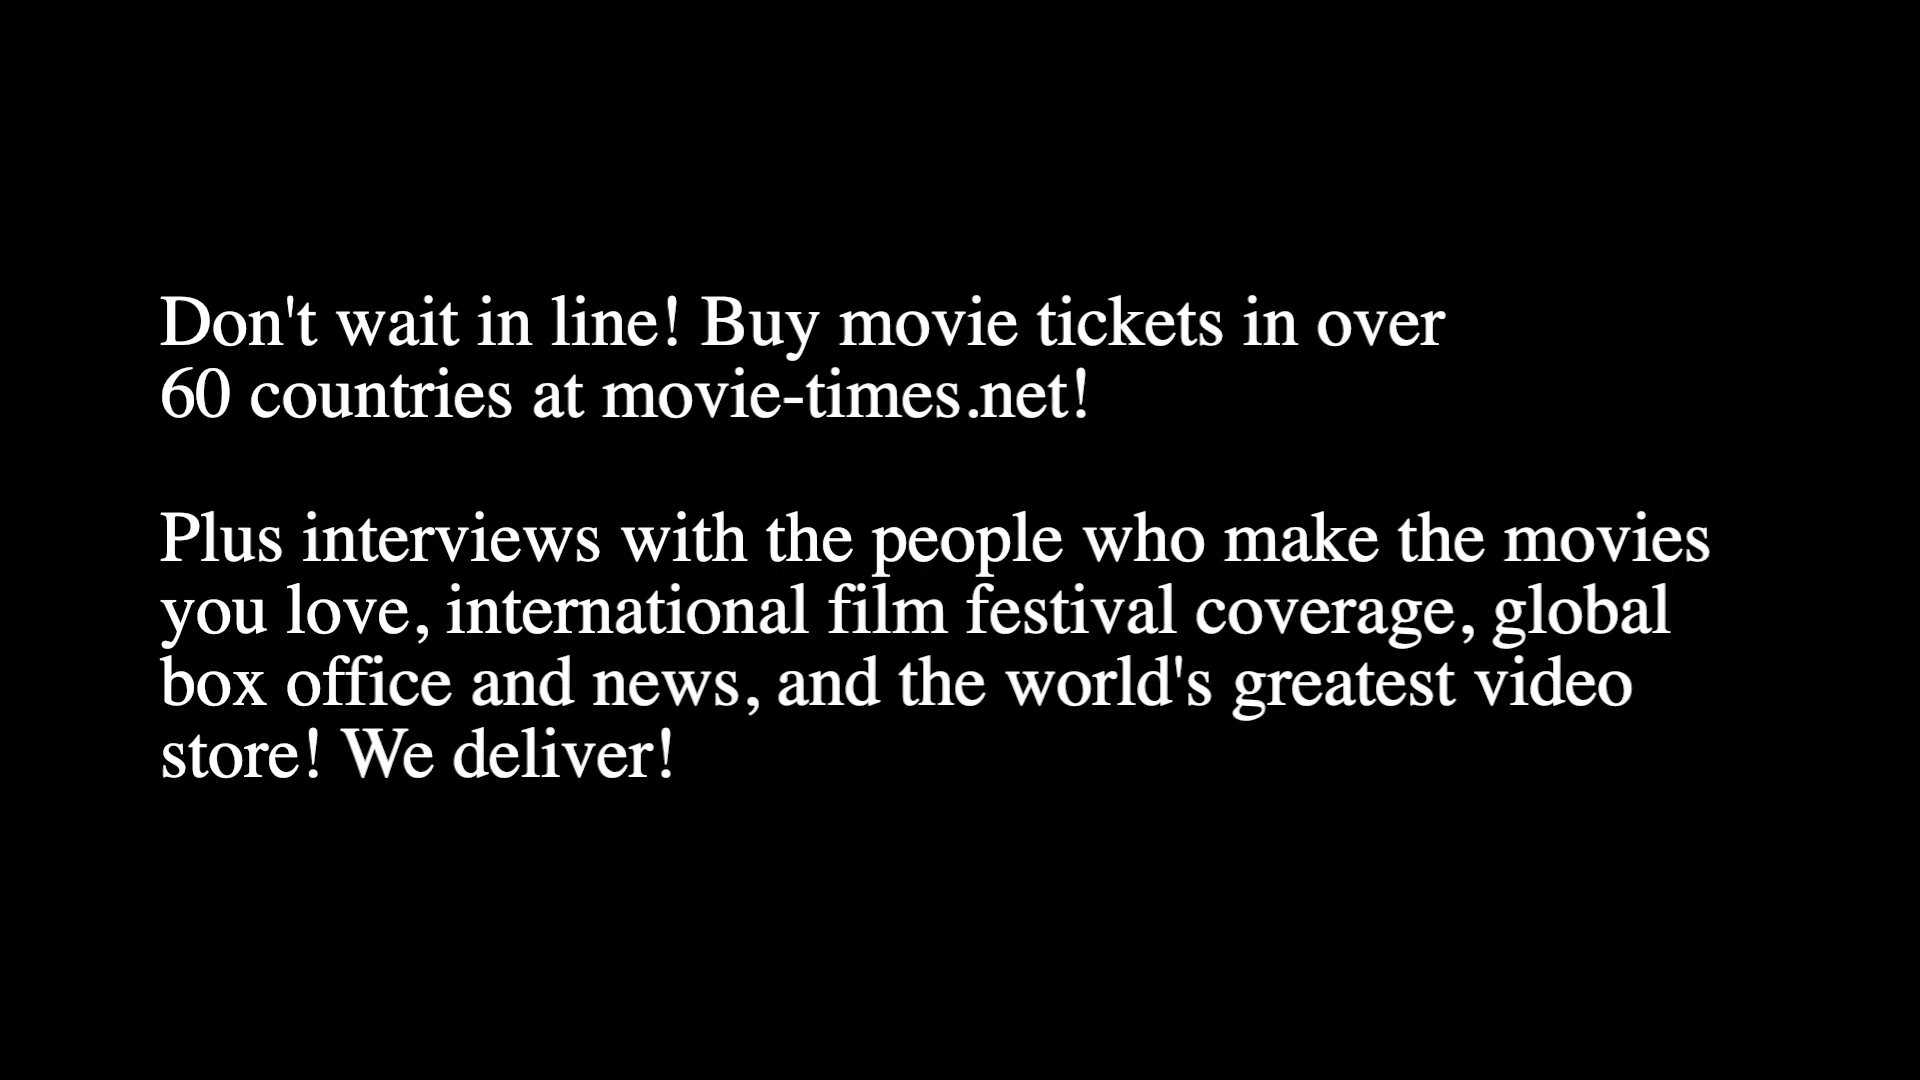 Don't wait in line! Buy movie tickets in over
60 countries at movie-times.net!
Plus interviews with the people who make the movies
you love, international film festival coverage, global
box office and news, and the world's greatest video
store! We deliver!